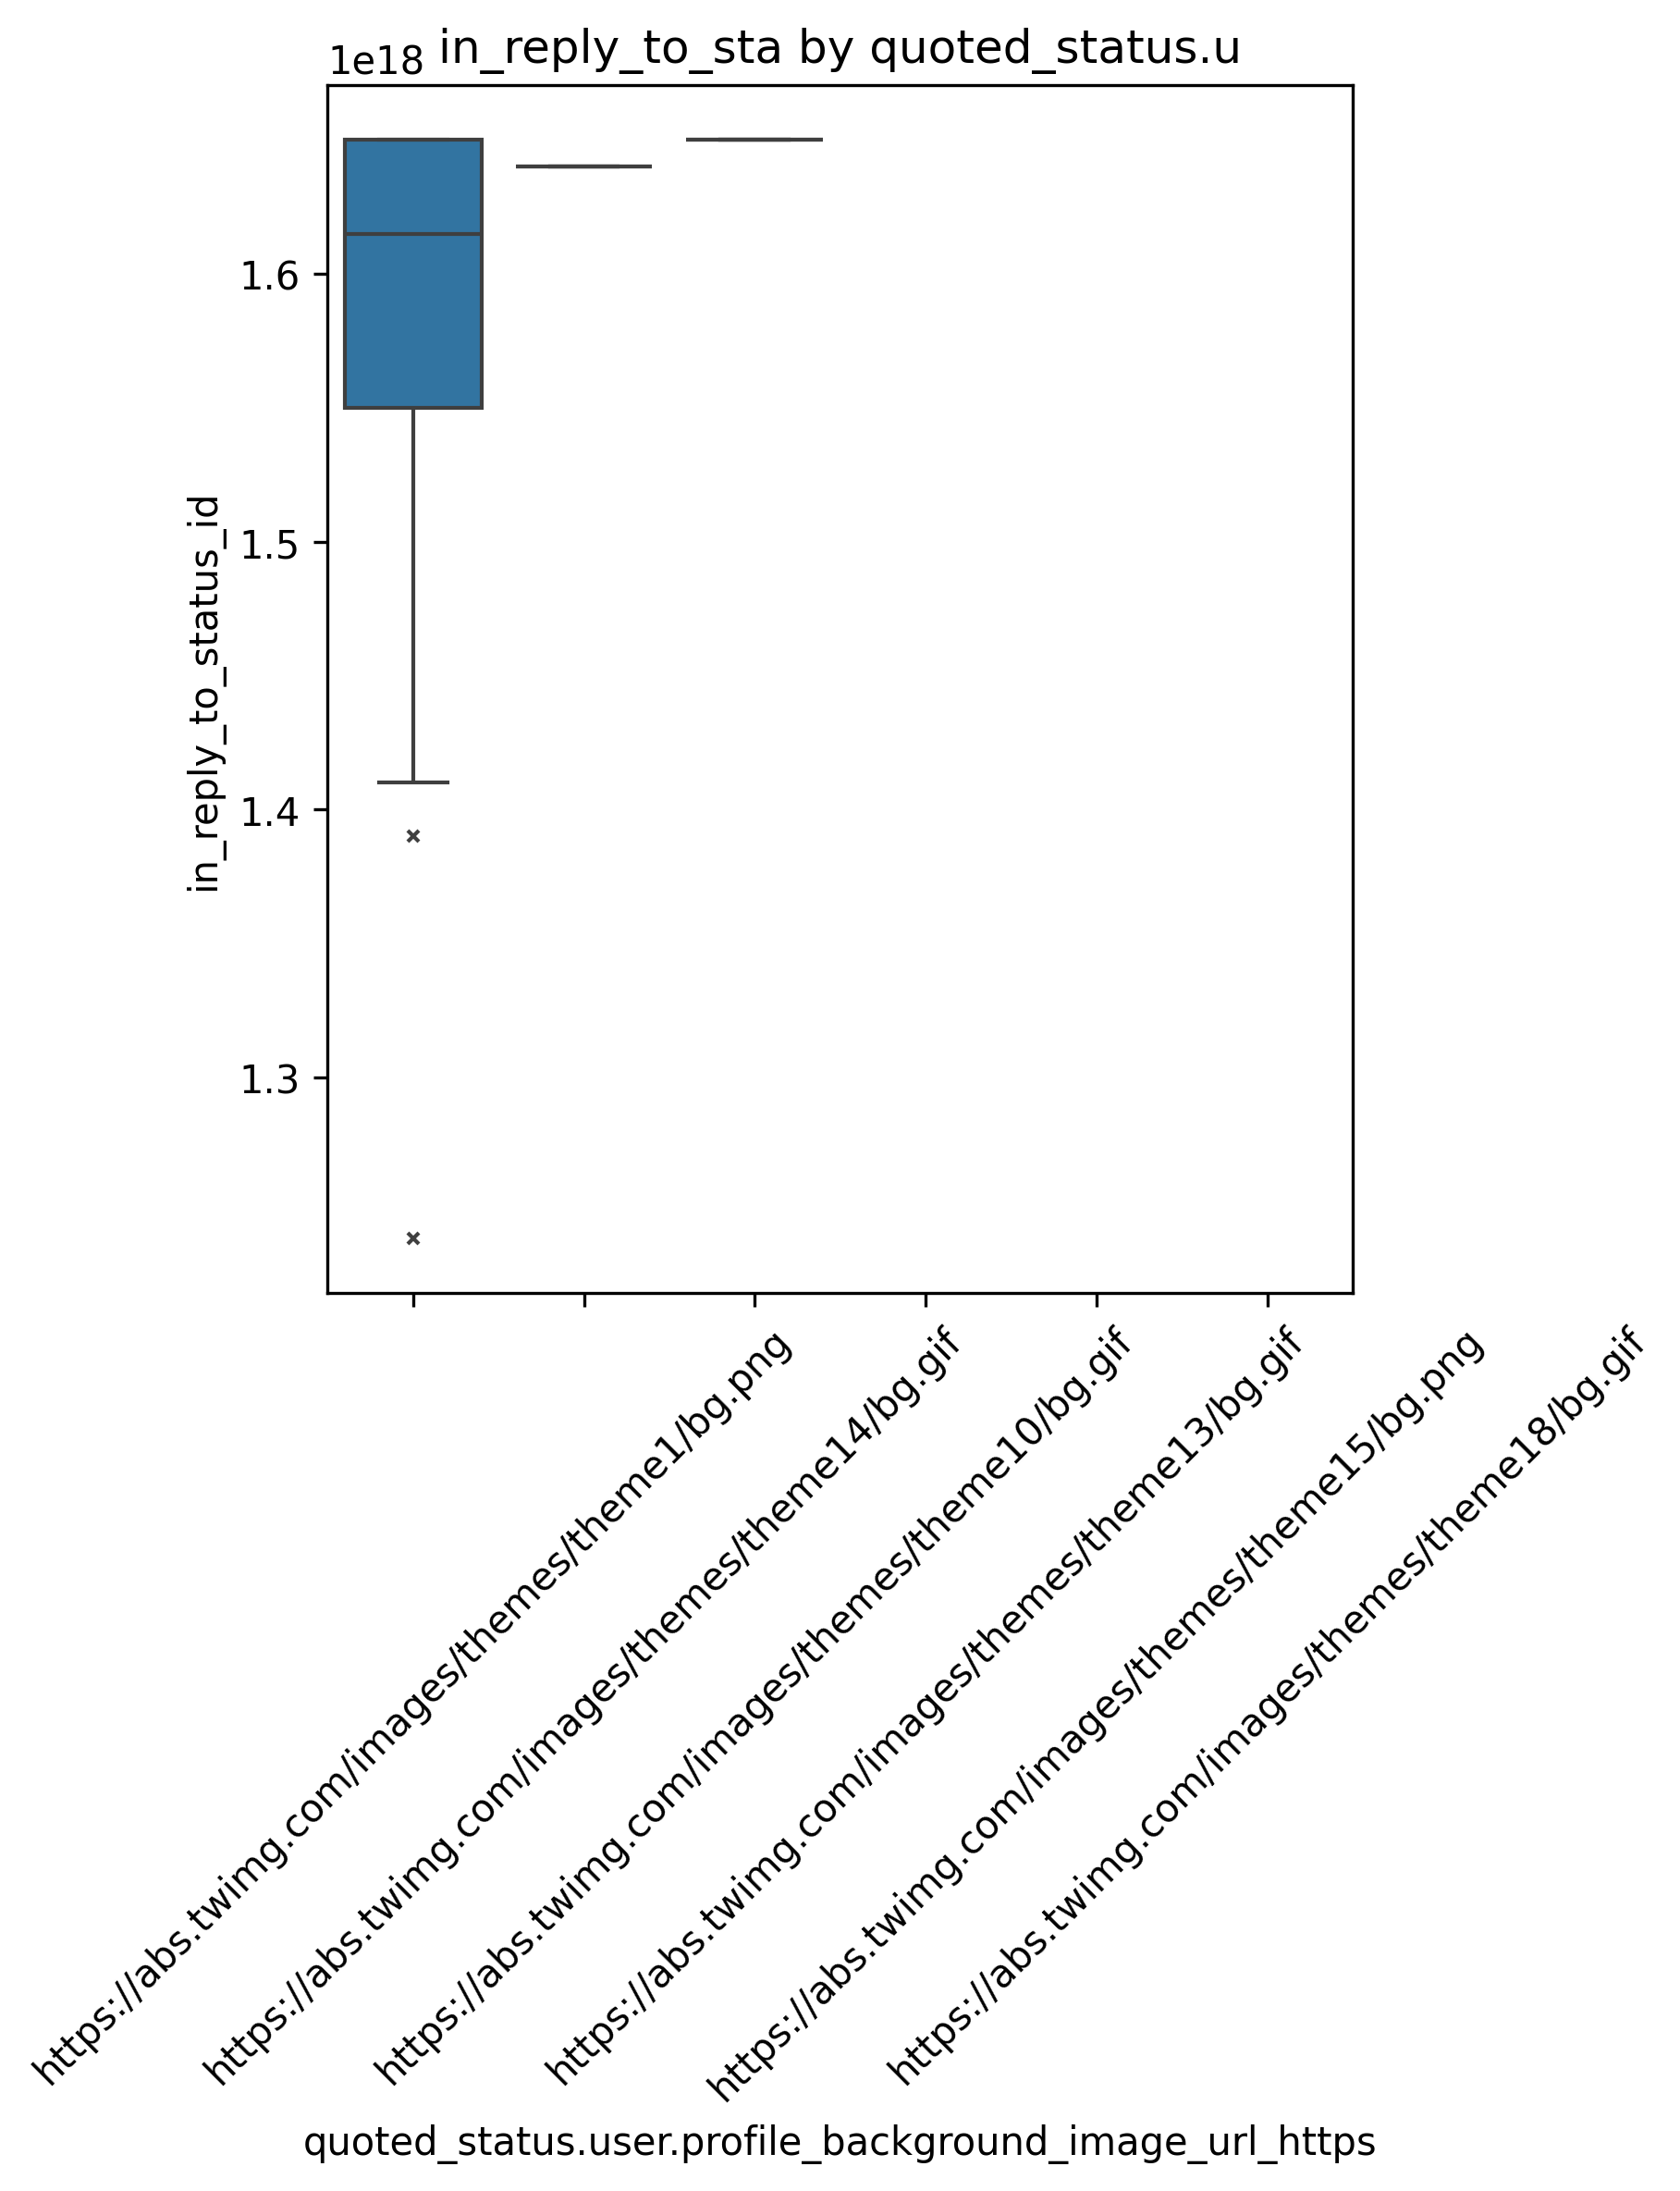 1e18
in_reply_to_sta by quoted_status.u
in_reply_to_status_id
1.6
1.5
1.4
1.3
https://abs.twimg.com/images/themes/theme1/bg.png
https://abs.twimg.com/images/themes/theme14/bg.gif
https://abs.twimg.com/images/themes/theme10/bg.gif
https://abs.twimg.com/images/themes/theme13/bg.gif
https://abs.twimg.com/images/themes/theme15/bg.png
https://abs.twimg.com/images/themes/theme18/bg.gif
quoted_status.user.profile_background_image_url_https